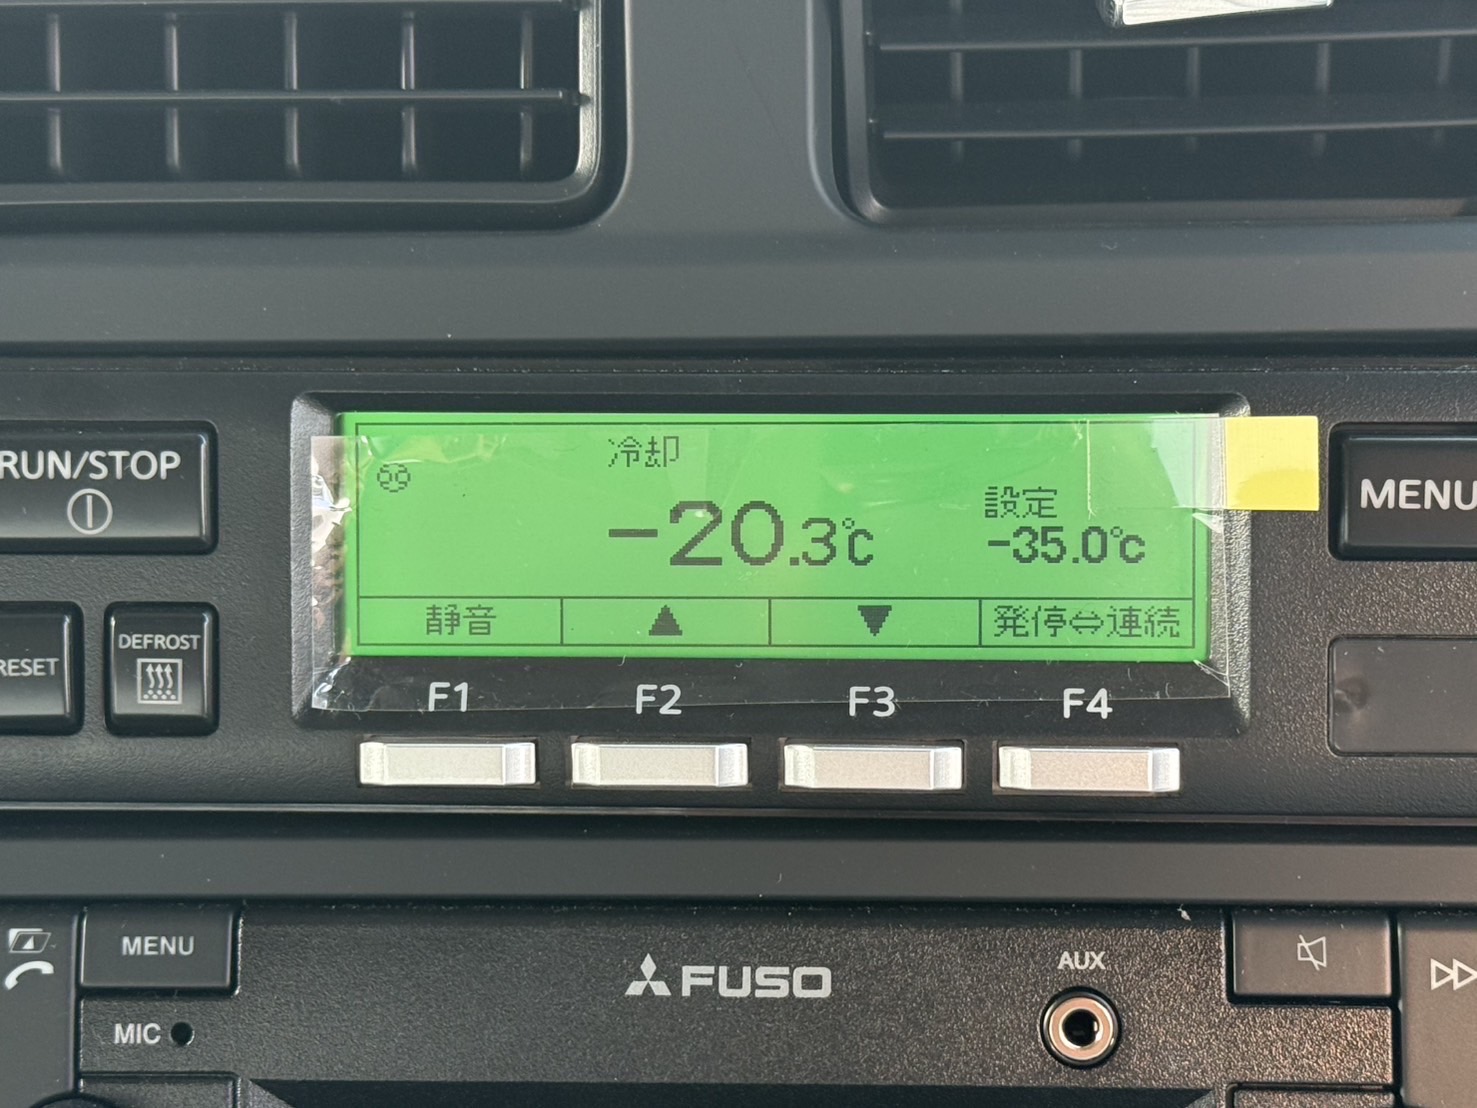 RUN/STOP
冷却
-20.3℃
設定
-35.0℃
MENU
静音 ▲ ▼ 発停⇔連続
RESET
DEFROST
F1 F2 F3 F4
MENU
FUSO
AUX
MIC